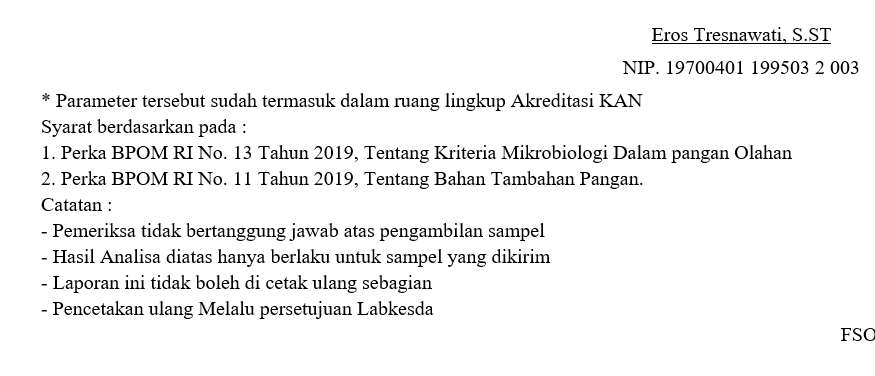 Eros Tresnawati, S.ST
NIP. 19700401 199503 2 003
* Parameter tersebut sudah termasuk dalam ruang lingkup Akreditasi KAN
Syarat berdasarkan pada :
1. Perka BPOM RI No. 13 Tahun 2019, Tentang Kriteria Mikrobiologi Dalam pangan Olahan
2. Perka BPOM RI No. 11 Tahun 2019, Tentang Bahan Tambahan Pangan.
Catatan :
- Pemeriksa tidak bertanggung jawab atas pengambilan sampel
- Hasil Analisa diatas hanya berlaku untuk sampel yang dikirim
- Laporan ini tidak boleh di cetak ulang sebagian
- Pencetakan ulang Melalu persetujuan Labkesda
FSO